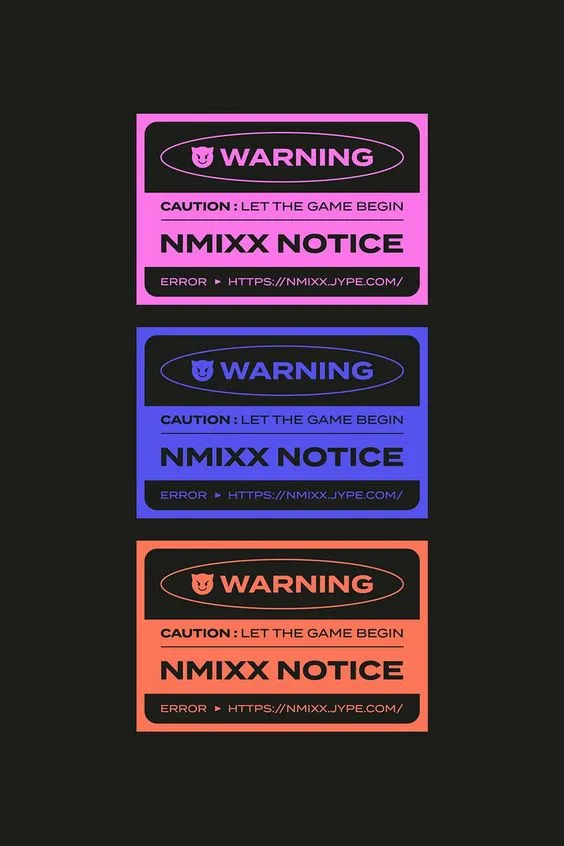 WARNING
CAUTION : LET THE GAME BEGIN
NMIXX NOTICE
ERROR ► HTTPS://NMIXX.JYPE.COM/
WARNING
CAUTION : LET THE GAME BEGIN
NMIXX NOTICE
ERROR ► HTTPS://NMIXX.JYPE.COM/
WARNING
CAUTION : LET THE GAME BEGIN
NMIXX NOTICE
ERROR ► HTTPS://NMIXX.JYPE.COM/